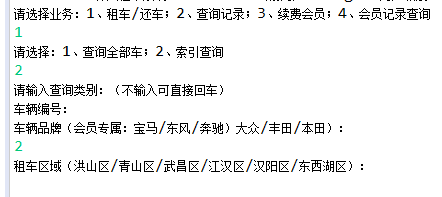 请选择业务: 1、租车/还车; 2、查询记录; 3、续费会员; 4、会员记录查询
1
请选择: 1、查询全部车; 2、索引查询
2
请输入查询类别: (不输入可直接回车)
车辆编号:
车辆品牌(会员专属: 宝马/东风/奔驰) 大众/丰田/本田):
2
租车区域(洪山区/青山区/武昌区/江汉区/汉阳区/东西湖区):